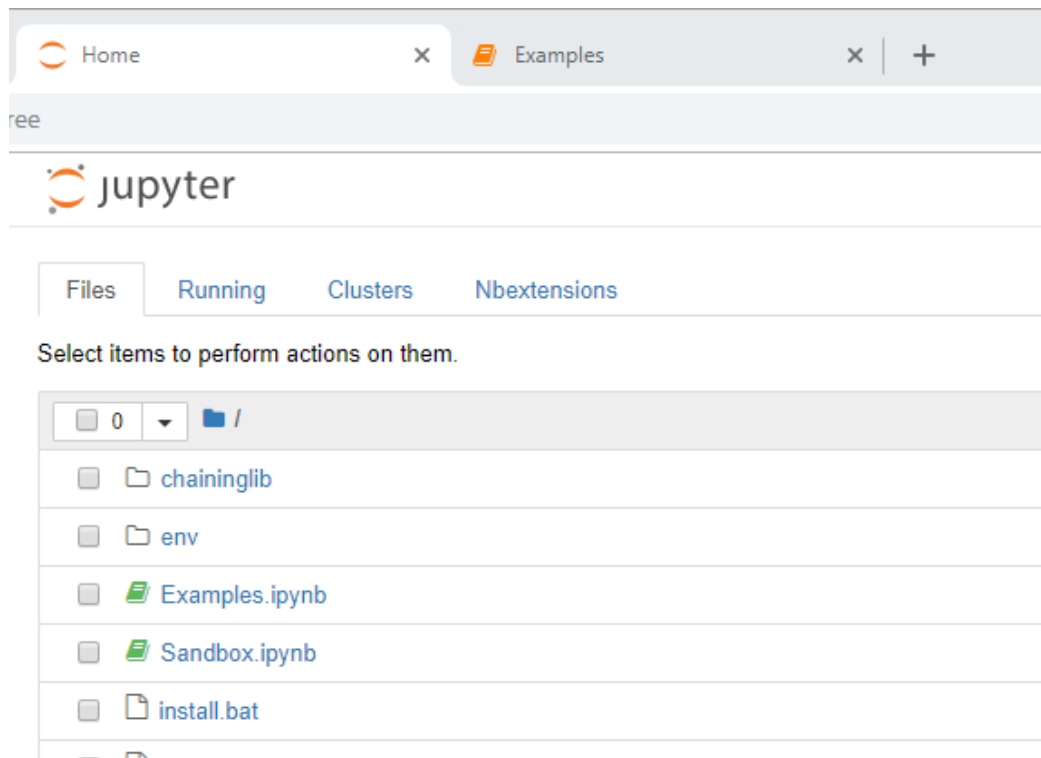 Home Examples
ree
jupyter
Files Running Clusters Nbextensions
Select items to perform actions on them.
0 /
chaininglib
env
Examples.ipynb
Sandbox.ipynb
install.bat